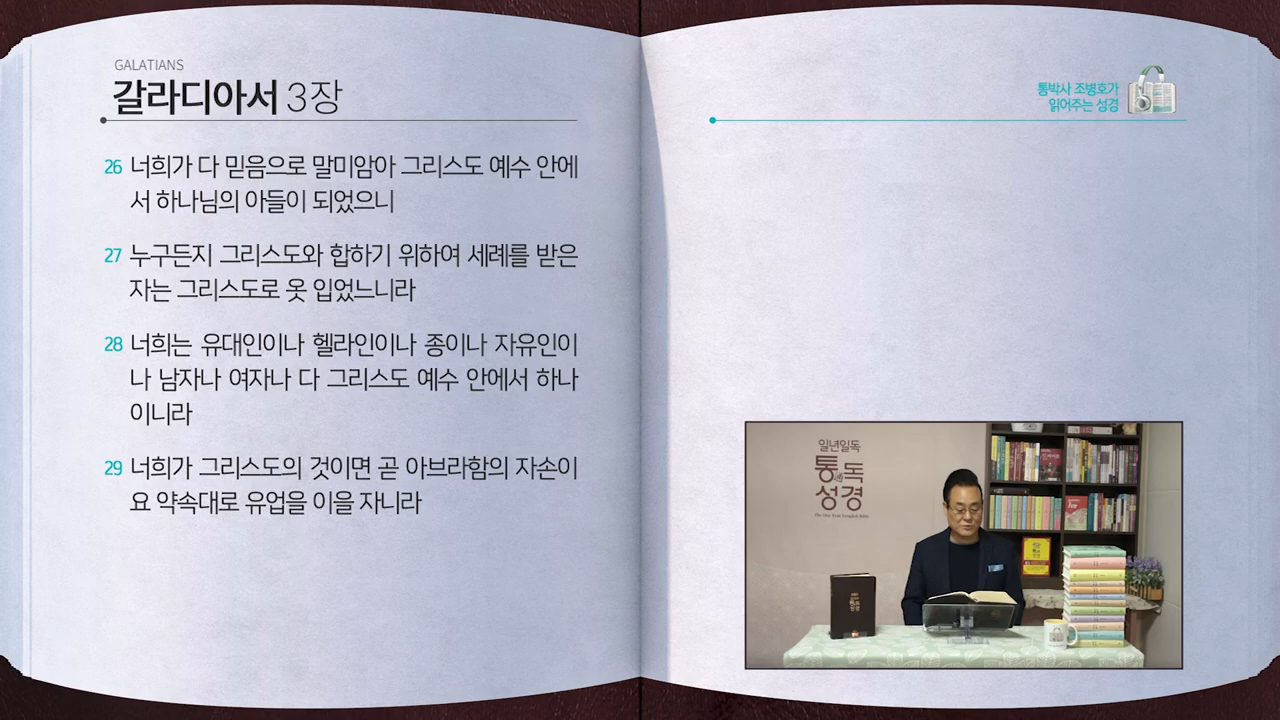 GALATIANS
갈라디아서 3장
26 너희가 다 믿음으로 말미암아 그리스도 예수 안에
서 하나님의 아들이 되었으니
27 누구든지 그리스도와 합하기 위하여 세례를 받은
자는 그리스도로 옷 입었느니라
28 너희는 유대인이나 헬라인이나 종이나 자유인이
나 남자나 여자나 다 그리스도 예수 안에서 하나
이니라
29 너희가 그리스도의 것이면 곧 아브라함의 자손이
요 약속대로 유업을 이을 자니라
통박사 조병호가
읽어주는 성경
일년일독
통독
성경
통독
성경